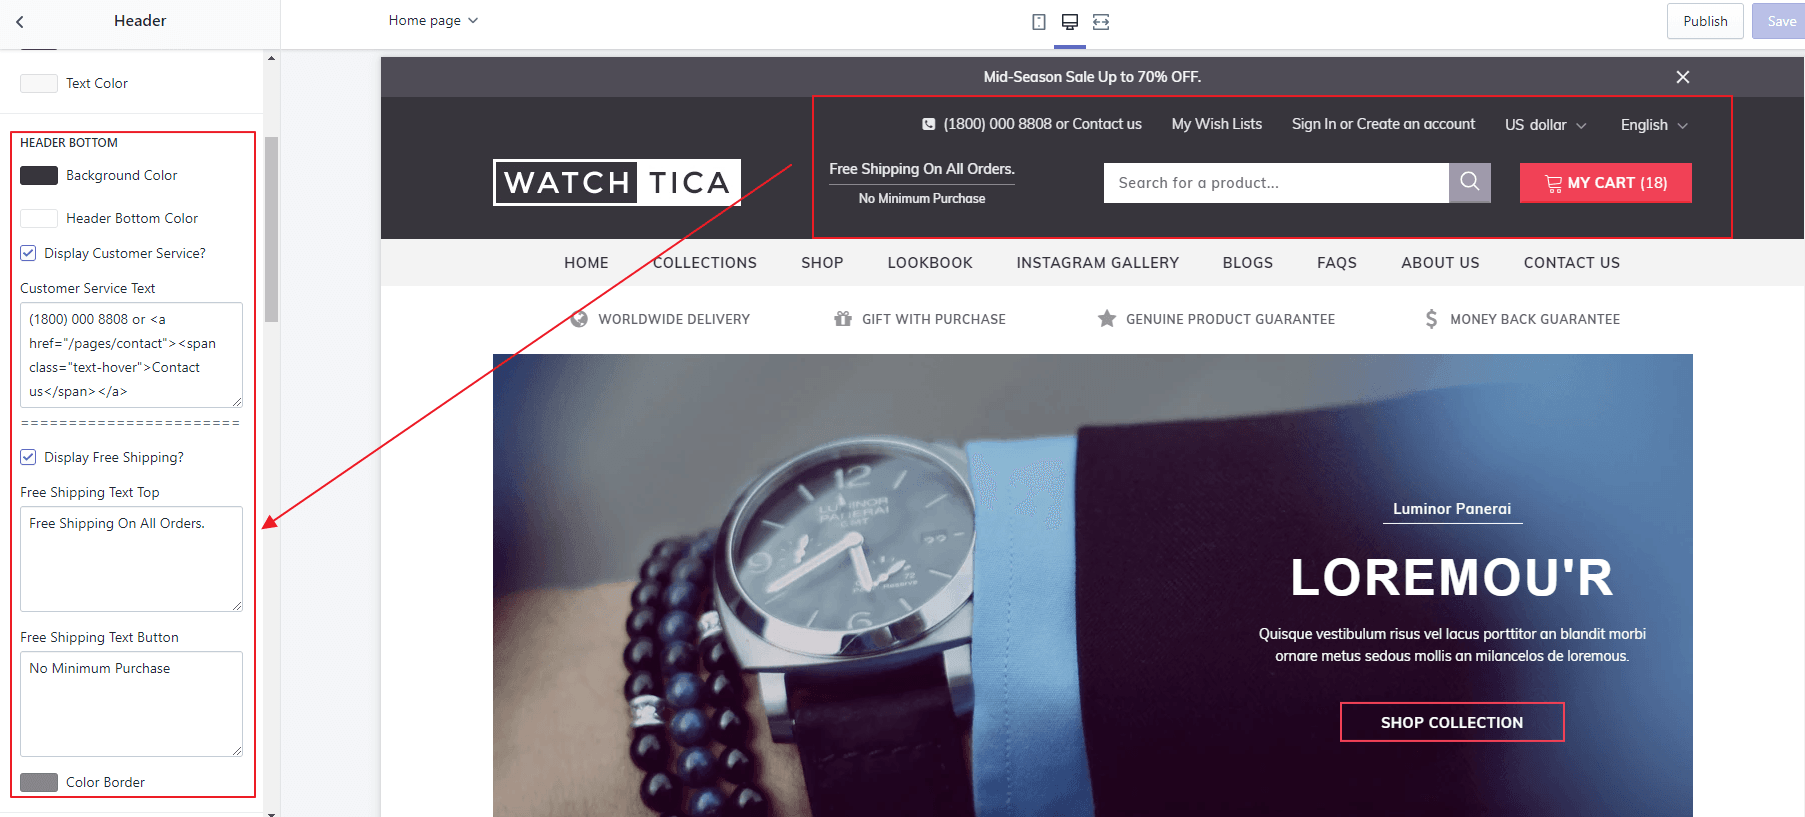 Header
Home page
Publish
Save
Text Color
HEADER BOTTOM
Background Color
Header Bottom Color
Display Customer Service?
Customer Service Text
(1800) 000 8808 or <a
href="/pages/contact"><span
class="text-hover">Contact
us</span></a>
=======================
Display Free Shipping?
Free Shipping Text Top
Free Shipping On All Orders.
Free Shipping Text Button
No Minimum Purchase
Color Border
Mid-Season Sale Up to 70% OFF.
(1800) 000 8808 or Contact us My Wish Lists Sign In or Create an account US dollar English
WATCH TICA
Free Shipping On All Orders.
No Minimum Purchase
Search for a product...
MY CART (18)
HOME COLLECTIONS SHOP LOOKBOOK INSTAGRAM GALLERY BLOGS FAQS ABOUT US CONTACT US
WORLDWIDE DELIVERY GIFT WITH PURCHASE GENUINE PRODUCT GUARANTEE MONEY BACK GUARANTEE
12
LUMINOR
PANERAI
GMT
9
6
Luminor Panerai
LOREMOU'R
Quisque vestibulum risus vel lacus porttitor an blandit morbi
ornare metus sedous mollis an milancelos de loremous.
SHOP COLLECTION